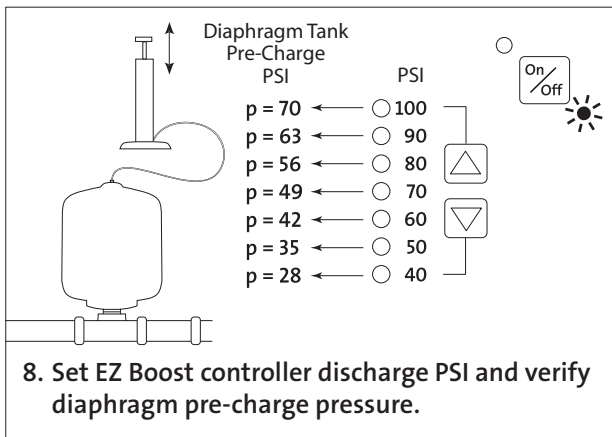 Diaphragm Tank
Pre-Charge
PSI PSI
On/Off
p = 70 100
p = 63 90
p = 56 80
p = 49 70
p = 42 60
p = 35 50
p = 28 40
8. Set EZ Boost controller discharge PSI and verify
diaphragm pre-charge pressure.